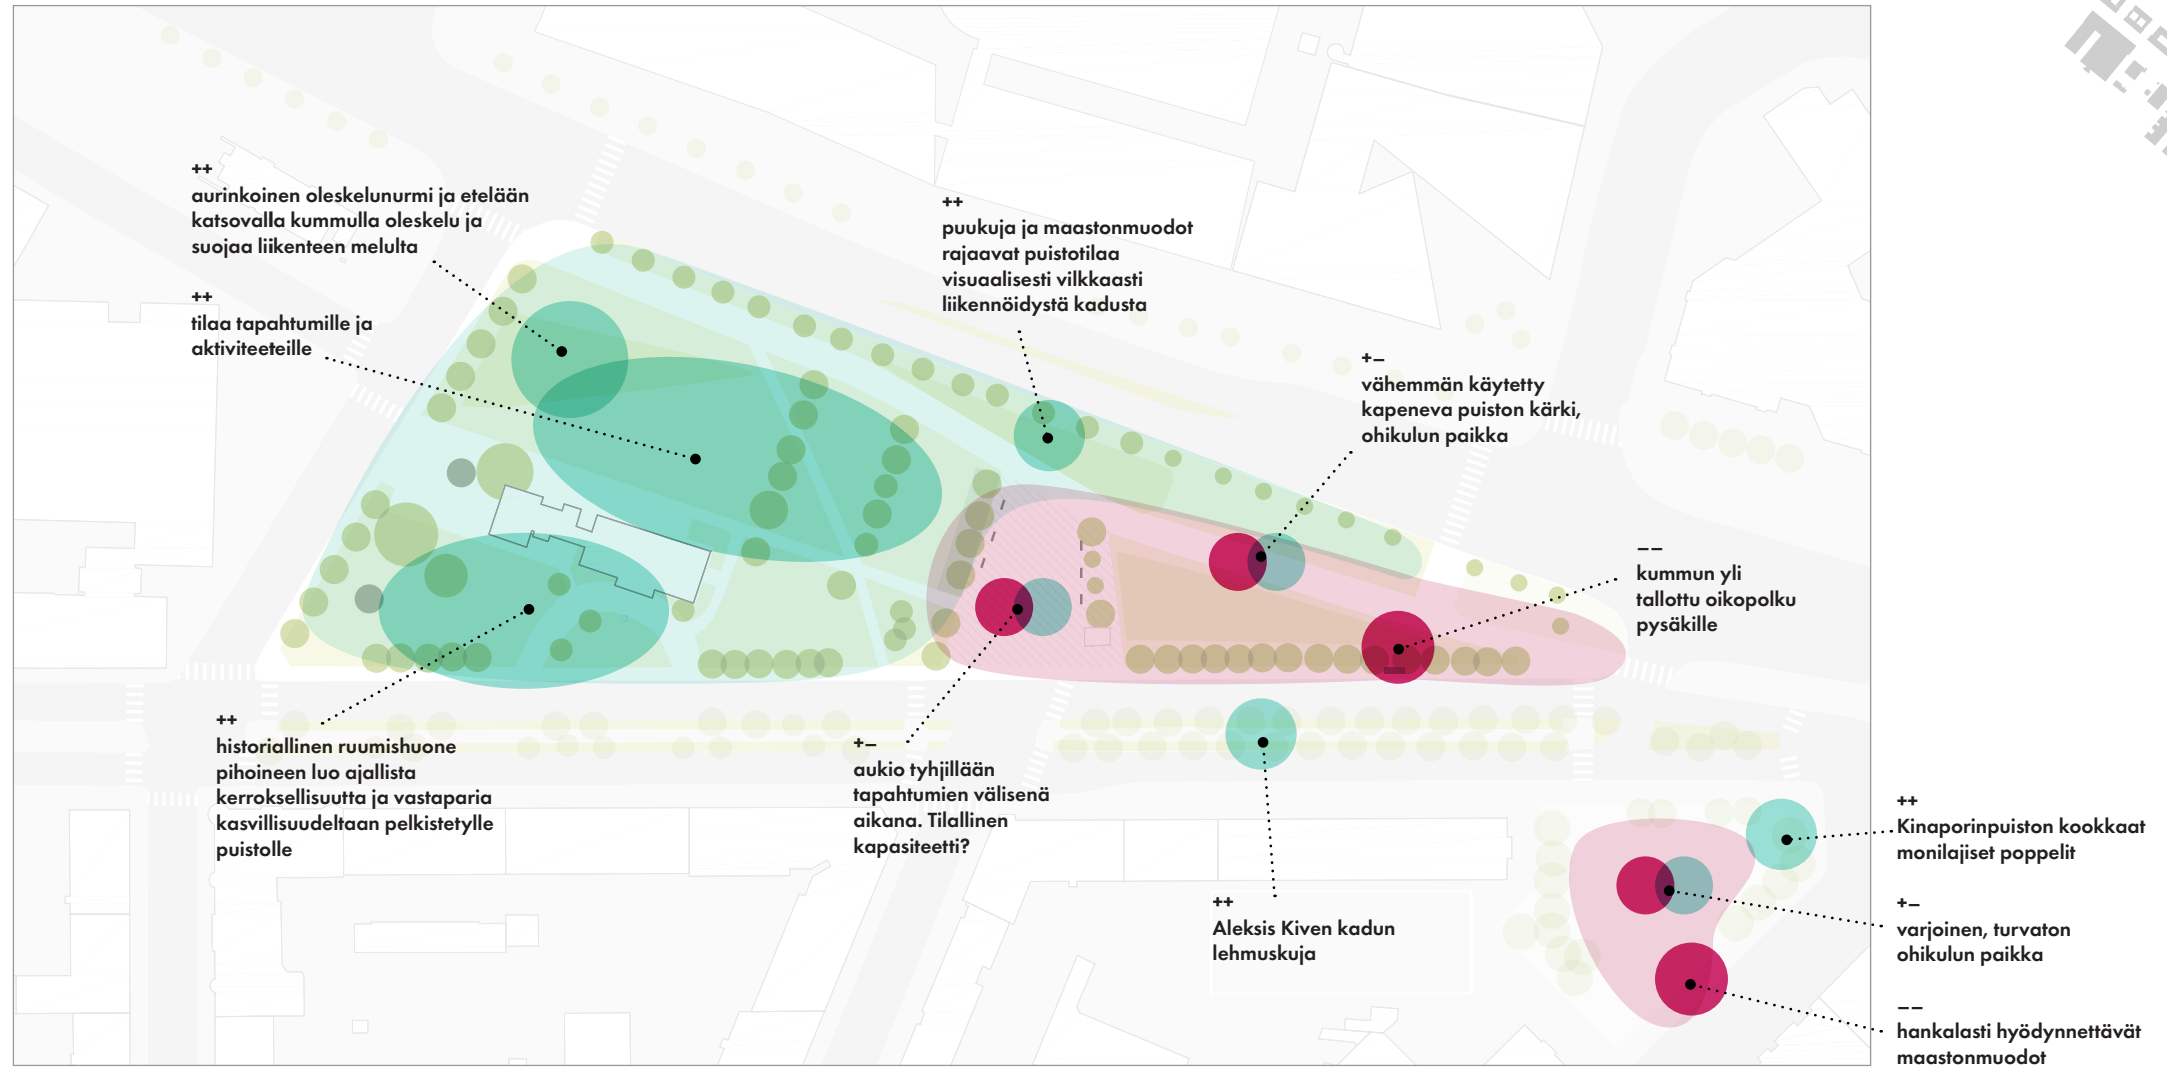 ++
aurinkoinen oleskelunurmi ja etelään
katsovalla kummulla oleskelu ja
suojaa liikenteen melulta
++
tilaa tapahtumille ja
aktiviteeteille
++
puukuja ja maastonmuodot
rajaavat puistotilaa
visuaalisesti vilkkaasti
liikennöidystä kadusta
+–
vähemmän käytetty
kapeneva puiston kärki,
ohikulun paikka
––
kummun yli
tallottu oikopolku
pysäkille
++
historiallinen ruumishuone
pihoineen luo ajallista
kerroksellisuutta ja vastaparia
kasvillisuudeltaan pelkistetylle
puistolle
+–
aukio tyhjillään
tapahtumien välisenä
aikana. Tilallinen
kapasiteetti?
++
Aleksis Kiven kadun
lehmuskuja
++
Kinaporinpuiston kookkaat
monilajiset poppelit
+–
varjoinen, turvaton
ohikulun paikka
––
hankalasti hyödynnettävät
maastonmuodot